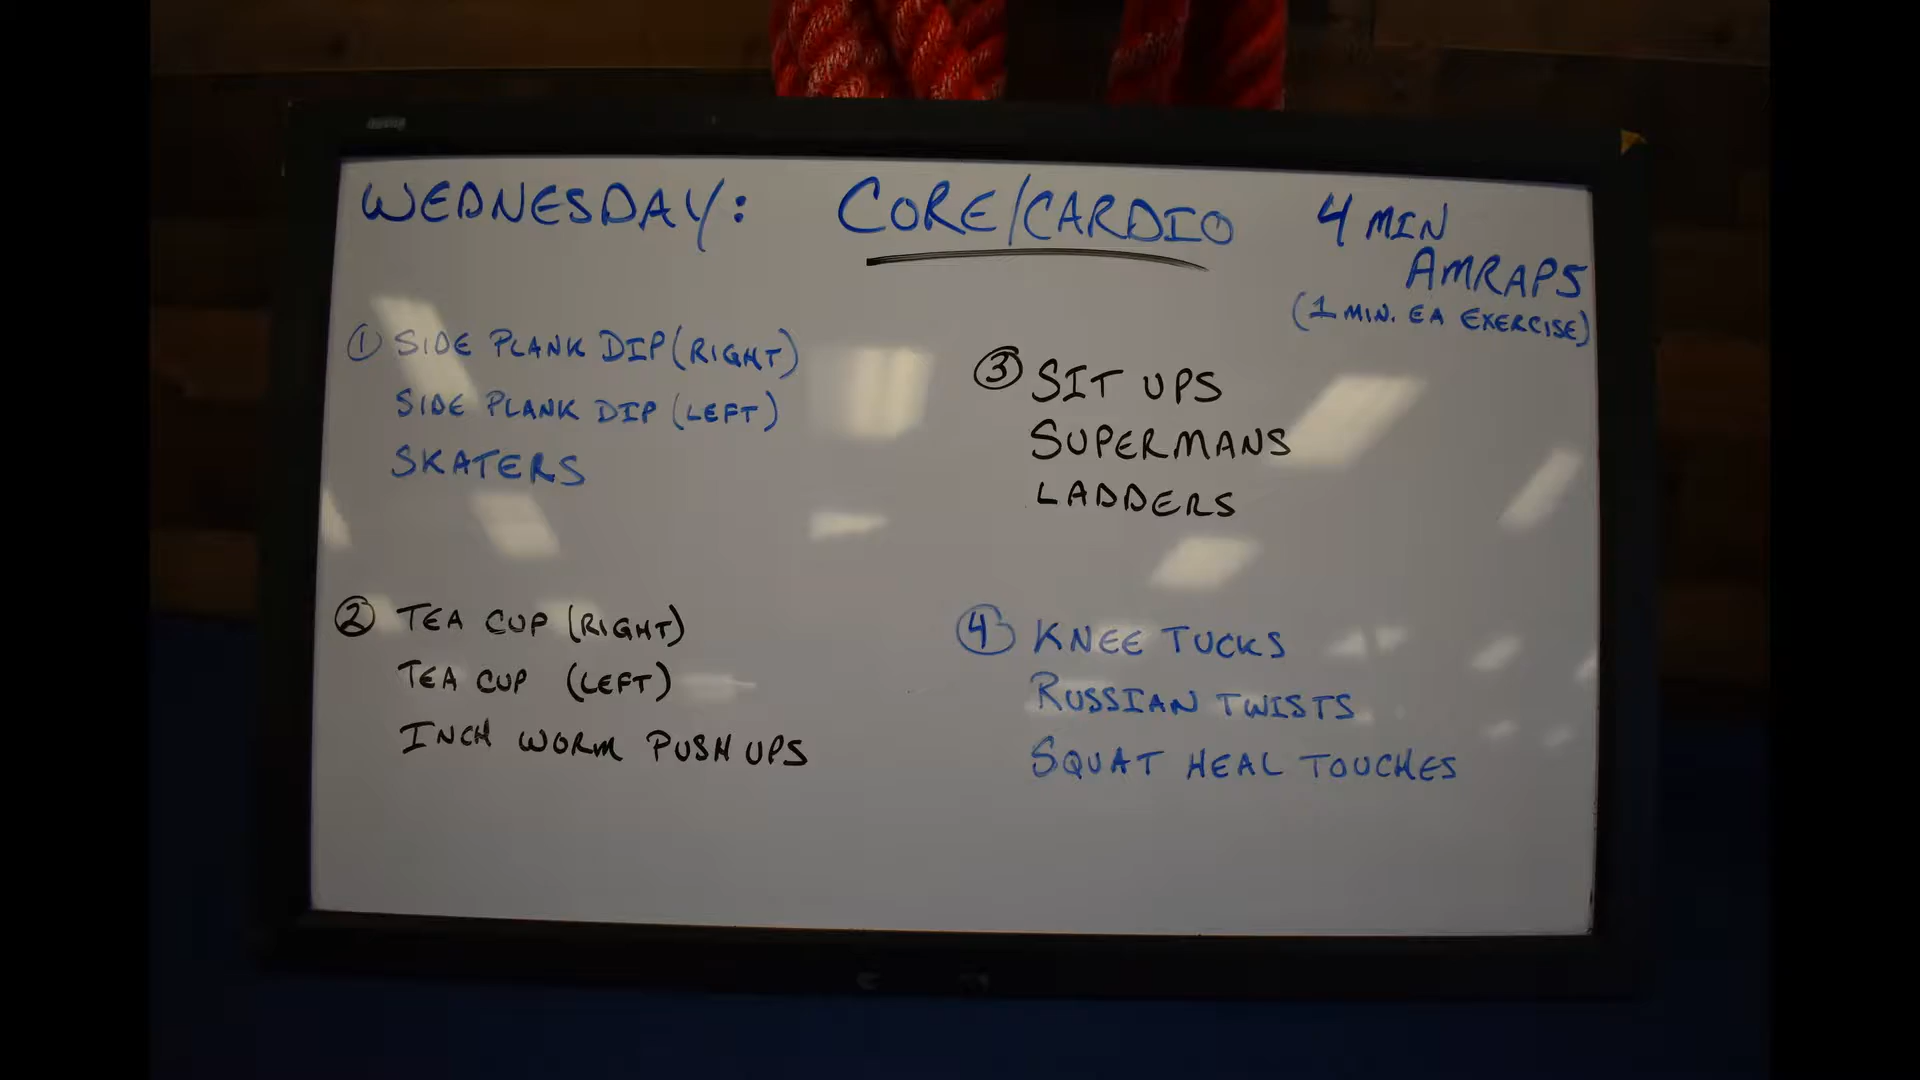 WEDNESDAY: CORE/CARDIO 4 MIN
AMRAPS
(1 MIN. EA EXERCISE)
① SIDE PLANK DIP (RIGHT)
SIDE PLANK DIP (LEFT)
SKATERS
② TEA CUP (RIGHT)
TEA CUP (LEFT)
INCH WORM PUSH UPS
③ SIT UPS
SUPERMANS
LADDERS
④ KNEE TUCKS
RUSSIAN TWISTS
SQUAT HEAL TOUCHES